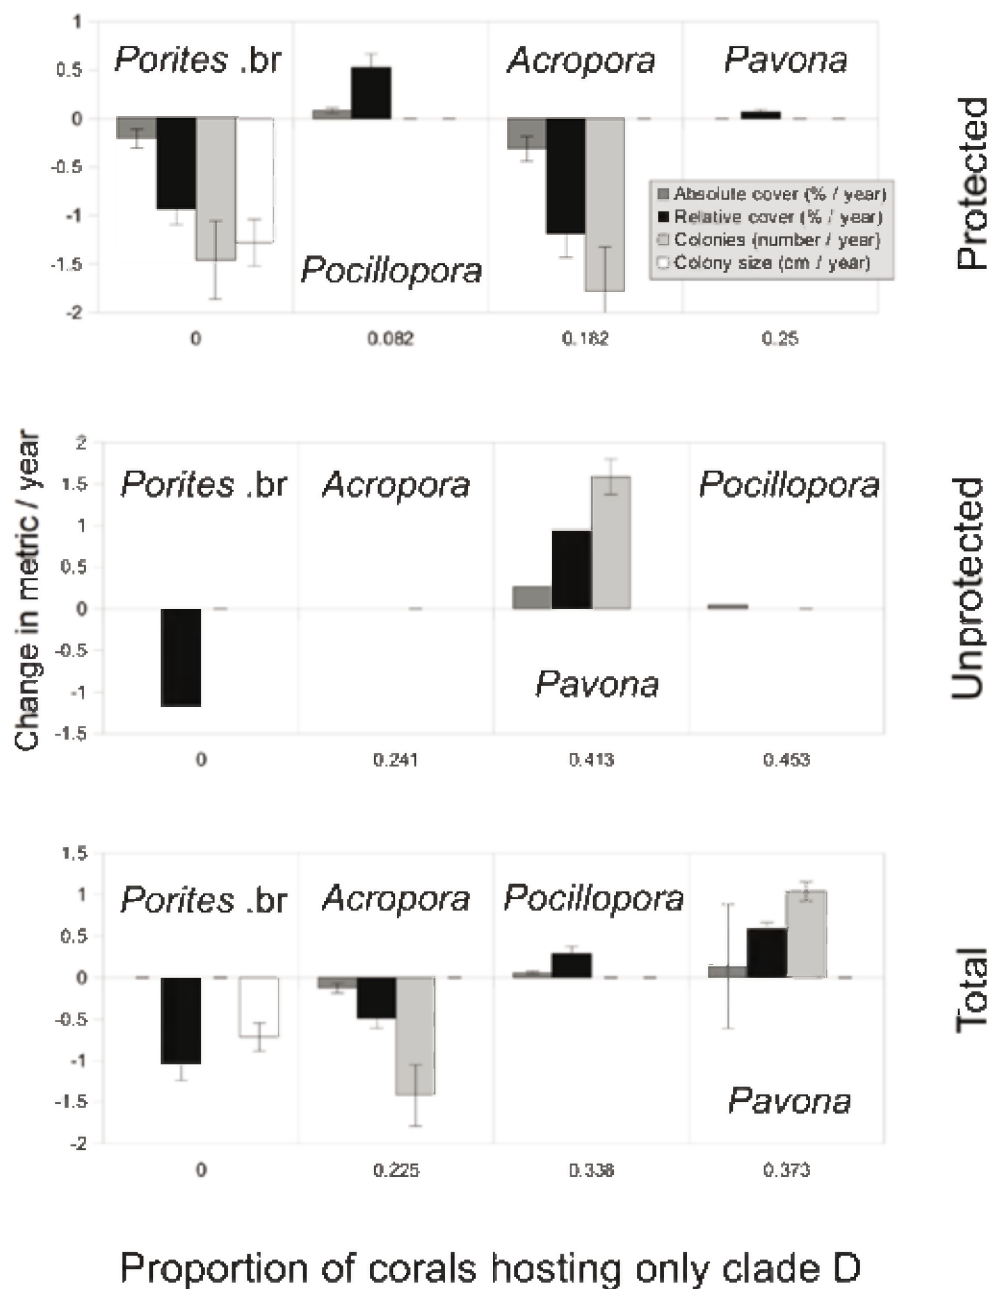 1
0.5
0
-0.5
-1
-1.5
-2
Porites .br
Pocillopora
Acropora
Pavona
Absolute cover (% / year)
Relative cover (% / year)
Colonies (number / year)
Colony size (cm / year)
0
0.082
0.182
0.25
Protected
Change in metric / year
2
1.5
1
0.5
0
-0.5
-1
-1.5
Porites .br
Acropora
Pavona
Pocillopora
0
0.241
0.413
0.453
Unprotected
1.5
1
0.5
0
-0.5
-1
-1.5
-2
Porites .br
Acropora
Pocillopora
Pavona
0
0.225
0.338
0.373
Total
Proportion of corals hosting only clade D